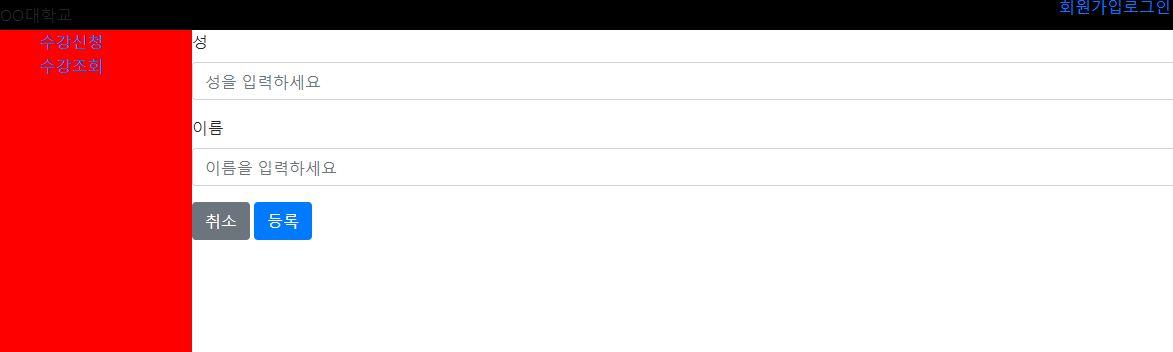 OO대학교
회원가입로그인
수강신청
수강조회
성
성을 입력하세요
이름
이름을 입력하세요
취소 등록